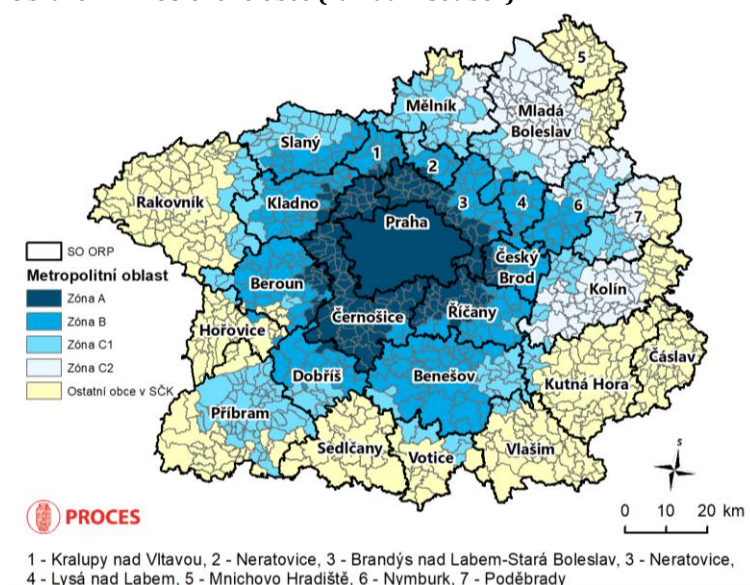 Mělník
5
Mladá
Boleslav
Slaný
1
2
Rakovník
Kladno
3
4
6
7
Praha
SO ORP
Metropolitní oblast
Zóna A
Zóna B
Zóna C1
Zóna C2
Ostatní obce v SČK
Český
Brod
Beroun
Kolín
Hořovice
Černošice
Říčany
Dobříš
Benešov
Kutná Hora
Čáslav
Příbram
Sedlčany
Votice
Vlašim
s
PROCES
0 10 20 km
1 - Kralupy nad Vltavou, 2 - Neratovice, 3 - Brandýs nad Labem-Stará Boleslav, 3 - Neratovice,
4 - Lysá nad Labem, 5 - Mnichovo Hradiště, 6 - Nymburk, 7 - Poděbrady